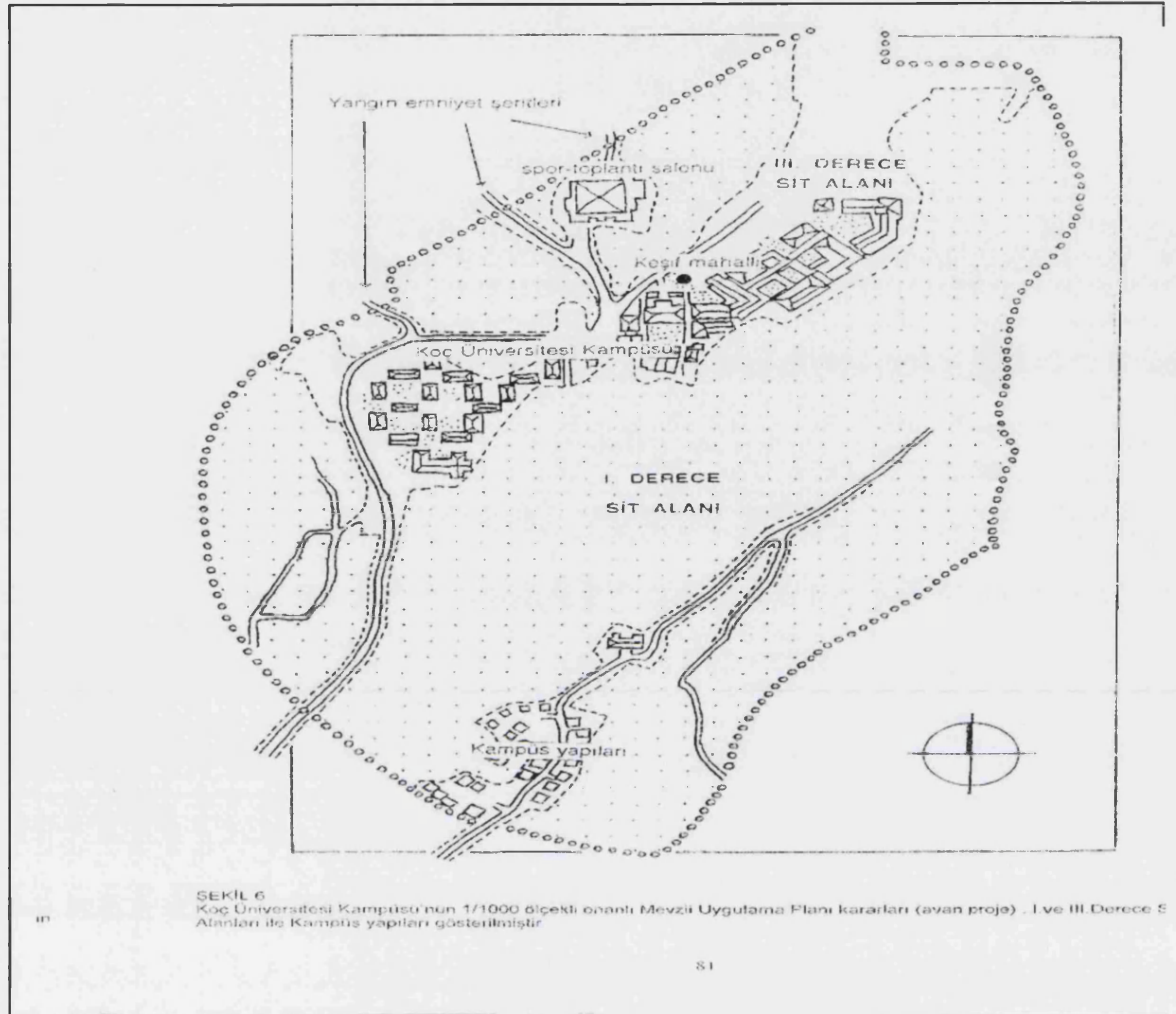 Yangın emniyet şeritleri
spor-toplantı salonu
III. DERECE
SİT ALANI
Keşif mahalli
Koç Üniversitesi Kampüsü
I. DERECE
SİT ALANI
Kampüs yapıları
ŞEKİL 6
Koç Üniversitesi Kampüsü'nün 1/1000 ölçekli onanlı Mevzii Uygulama Planı kararları (avan proje) . I ve III.Derece S
Alanları ile Kampüs yapıları gösterilmiştir
81